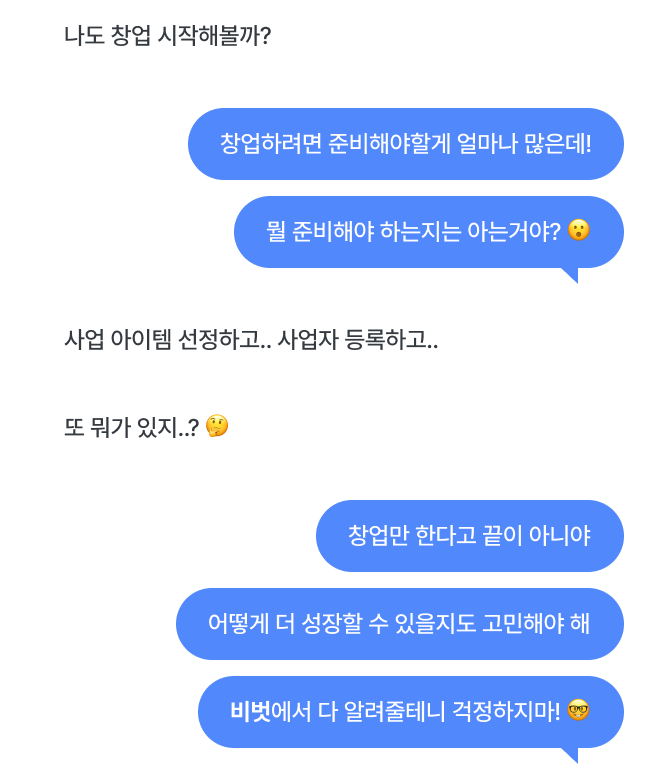 나도 창업 시작해볼까?
창업하려면 준비해야할게 얼마나 많은데!
뭘 준비해야 하는지는 아는거야? 😮
사업 아이템 선정하고.. 사업자 등록하고..
또 뭐가 있지..? 🤔
창업만 한다고 끝이 아니야
어떻게 더 성장할 수 있을지도 고민해야 해
비벗에서 다 알려줄테니 걱정하지마! 🤓